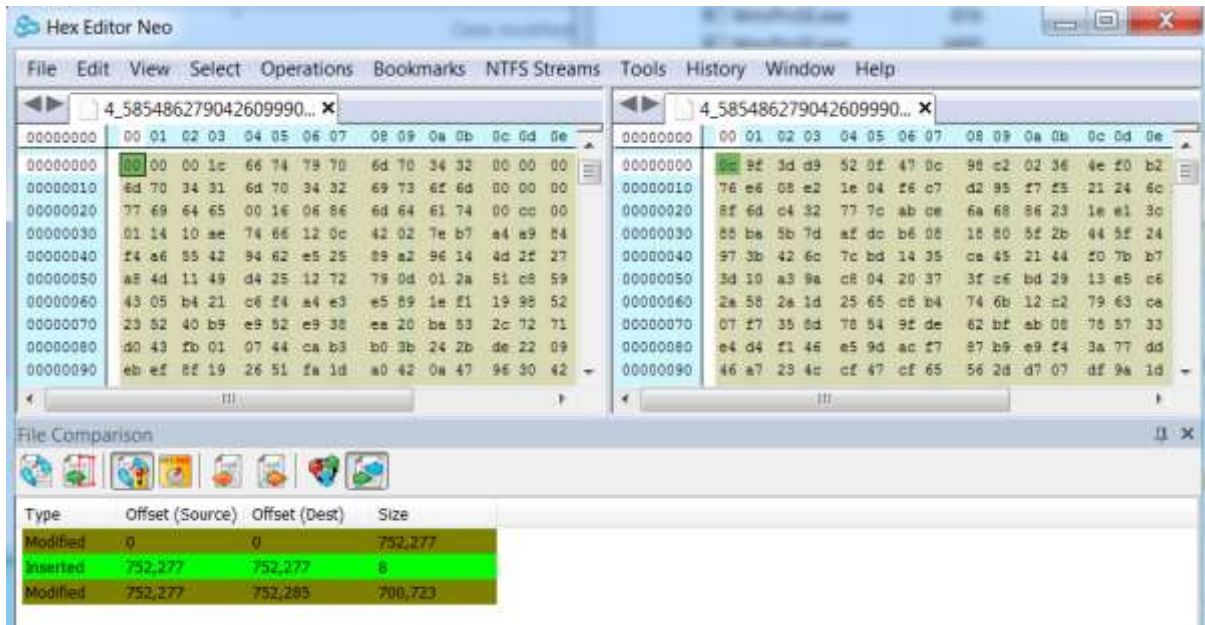 Hex Editor Neo
File Edit View Select Operations Bookmarks NTFS Streams Tools History Window Help
4_585486279042609990...
4_585486279042609990...
00000000 00 01 02 03 04 05 06 07 08 09 0a 0b 0c 0d 0e
00000000 00 00 00 1c 66 74 79 70 6d 70 34 32 00 00 00
00000010 6d 70 34 31 6d 70 34 32 69 73 6f 6d 00 00 00
00000020 77 69 64 65 00 16 06 86 6d 64 61 74 00 cc 00
00000030 01 14 10 ae 74 66 12 0c 42 02 7e b7 a4 a9 84
00000040 f4 a6 55 42 94 62 e5 25 89 a2 96 14 4d 2f 27
00000050 a8 4d 11 49 d4 25 12 72 79 0d 01 2a 51 c8 59
00000060 43 05 b4 21 c6 f4 a4 e3 e5 89 1e f1 19 98 52
00000070 23 52 40 b9 e9 52 e9 38 ea 20 ba 53 2c 72 71
00000080 d0 43 fb 01 07 44 ca b3 b0 3b 24 2b de 22 09
00000090 eb ef 8f 19 26 51 fa 1d a0 42 0a 47 96 30 42
00000000 00 01 02 03 04 05 06 07 08 09 0a 0b 0c 0d 0e
00000000 0c 9f 3d d9 52 0f 47 0c 98 c2 02 36 4e f0 b2
00000010 76 e6 08 e2 1e 04 f6 c7 d2 95 f7 f5 21 24 6c
00000020 8f 6d c4 32 77 7c ab ce 6a 68 86 23 1e e1 3c
00000030 88 ba 5b 7d af dc b6 08 18 80 5f 2b 44 5f 24
00000040 97 3b 42 6c 7c bd 14 35 ca 45 21 44 f0 7b b7
00000050 3d 10 a3 9a c8 04 20 37 3f c6 bd 29 13 e5 c6
00000060 2a 58 2a 1d 25 65 c8 b4 74 6b 12 c2 79 63 ca
00000070 07 f7 35 8d 78 54 9f de 62 bf ab 08 78 57 33
00000080 e4 d4 f1 46 e5 9d ac f7 87 b9 e9 f4 3a 77 dd
00000090 46 a7 23 4c cf 47 cf 65 56 2d d7 07 df 9a 1d
File Comparison
Type Offset (Source) Offset (Dest) Size
Modified 0 0 752,277
Inserted 752,277 752,277 8
Modified 752,277 752,285 700,723